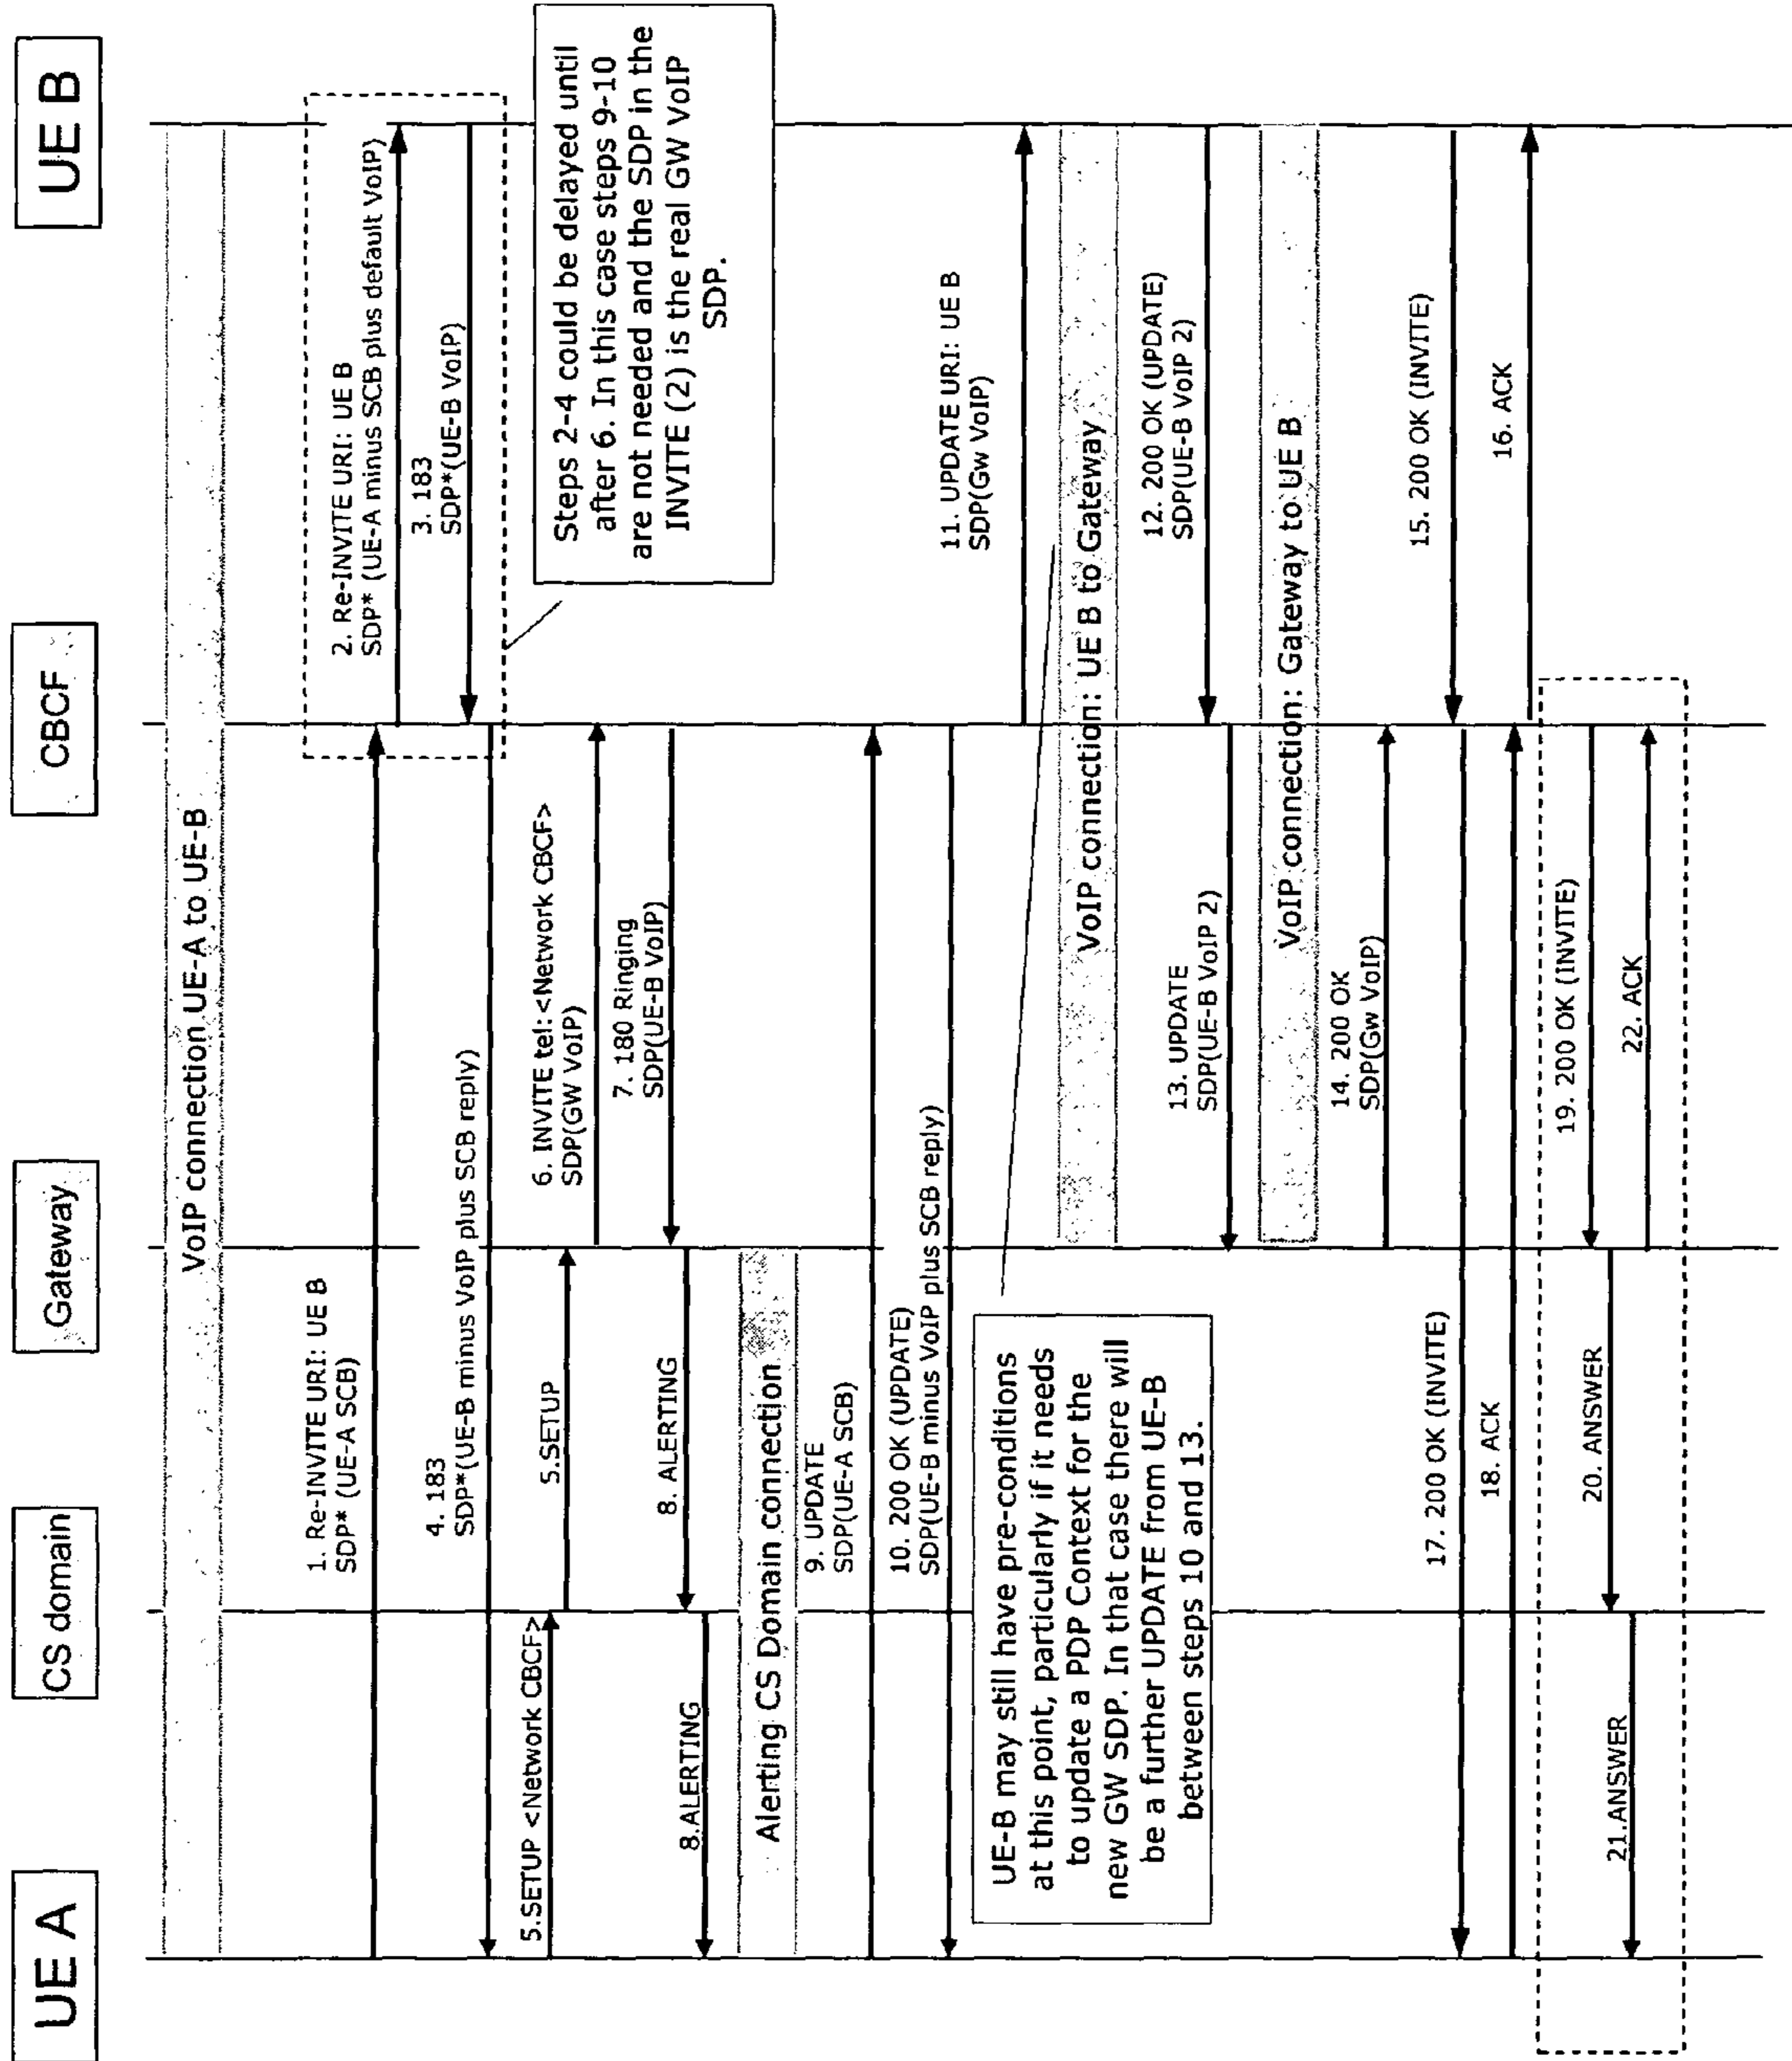 UE A
CS domain
Gateway
CBCF
UE B
VoIP connection UE-A to UE-B
1. Re-INVITE URI: UE B
SDP* (UE-A SCB)
2. Re-INVITE URI: UE B
SDP* (UE-A minus SCB plus default VoIP)
3. 183
SDP*(UE-B VoIP)
4. 183
SDP*(UE-B minus VoIP plus SCB reply)
Steps 2-4 could be delayed until
after 6. In this case steps 9-10
are not needed and the SDP in the
INVITE (2) is the real GW VoIP
SDP.
5.SETUP <Network CBCF>
5.SETUP
6. INVITE tel: <Network CBCF>
SDP(GW VoIP)
7. 180 Ringing
SDP(UE-B VoIP)
8. ALERTING
8.ALERTING
Alerting CS Domain connection
9. UPDATE
SDP(UE-A SCB)
10. 200 OK (UPDATE)
SDP(UE-B minus VoIP plus SCB reply)
11. UPDATE URI: UE B
SDP(Gw VoIP)
UE-B may still have pre-conditions
at this point, particularly if it needs
to update a PDP Context for the
new GW SDP. In that case there will
be a further UPDATE from UE-B
between steps 10 and 13.
VoIP connection: UE B to Gateway
12. 200 OK (UPDATE)
SDP(UE-B VoIP 2)
13. UPDATE
SDP(UE-B VoIP 2)
VoIP connection: Gateway to UE B
14. 200 OK
SDP(Gw VoIP)
15. 200 OK (INVITE)
16. ACK
17. 200 OK (INVITE)
18. ACK
19. 200 OK (INVITE)
20. ANSWER
21.ANSWER
22. ACK